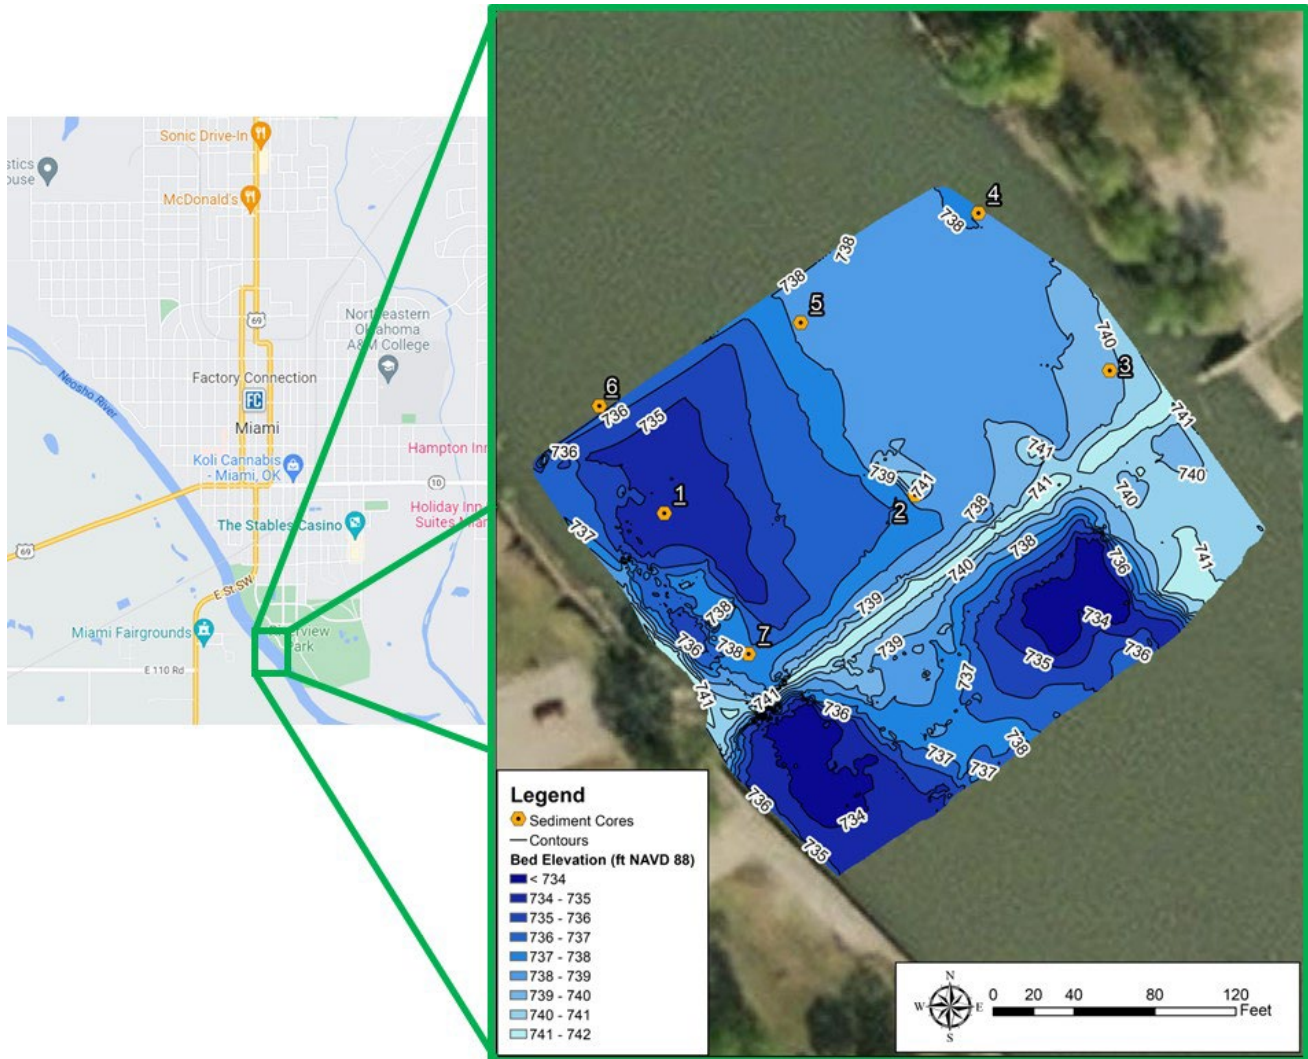 Sonic Drive-In
McDonald's
stics
ouse
69
Northeastern
Oklahoma
A&M College
Neosho River
Factory Connection
FC
Miami
Hampton Inn
Koli Cannabis
- Miami, OK
10
Holiday Inn
Suites Miam
The Stables Casino
69
E St SW
Miami Fairgrounds
E 110 Rd
4
738
738
738
5
740
3
6
736
735
736
741
741
740
1
739
741
2
738
741
740
737
738
736
740
741
738
739
734
736
738
7
739
735
736
737
741
741
736
738
737
737
736
734
735
Legend
Sediment Cores
Contours
Bed Elevation (ft NAVD 88)
< 734
734 - 735
735 - 736
736 - 737
737 - 738
738 - 739
739 - 740
740 - 741
741 - 742
N
W E
S
0 20 40 80 120
Feet